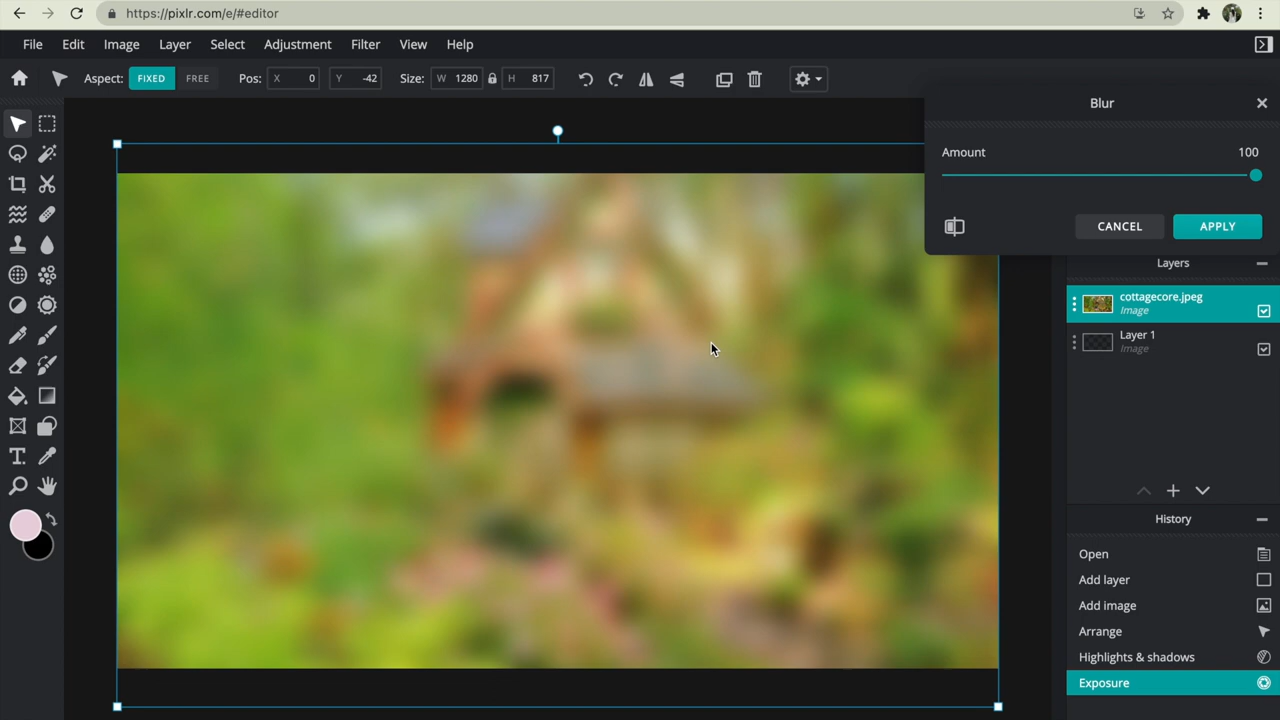 https://pixlr.com/e/#editor
File Edit Image Layer Select Adjustment Filter View Help
Aspect: FIXED FREE Pos: X 0 Y -42 Size: W 1280 H 817
Blur
Amount 100
CANCEL APPLY
Layers
cottagecore.jpeg
Image
Layer 1
Image
History
Open
Add layer
Add image
Arrange
Highlights & shadows
Exposure